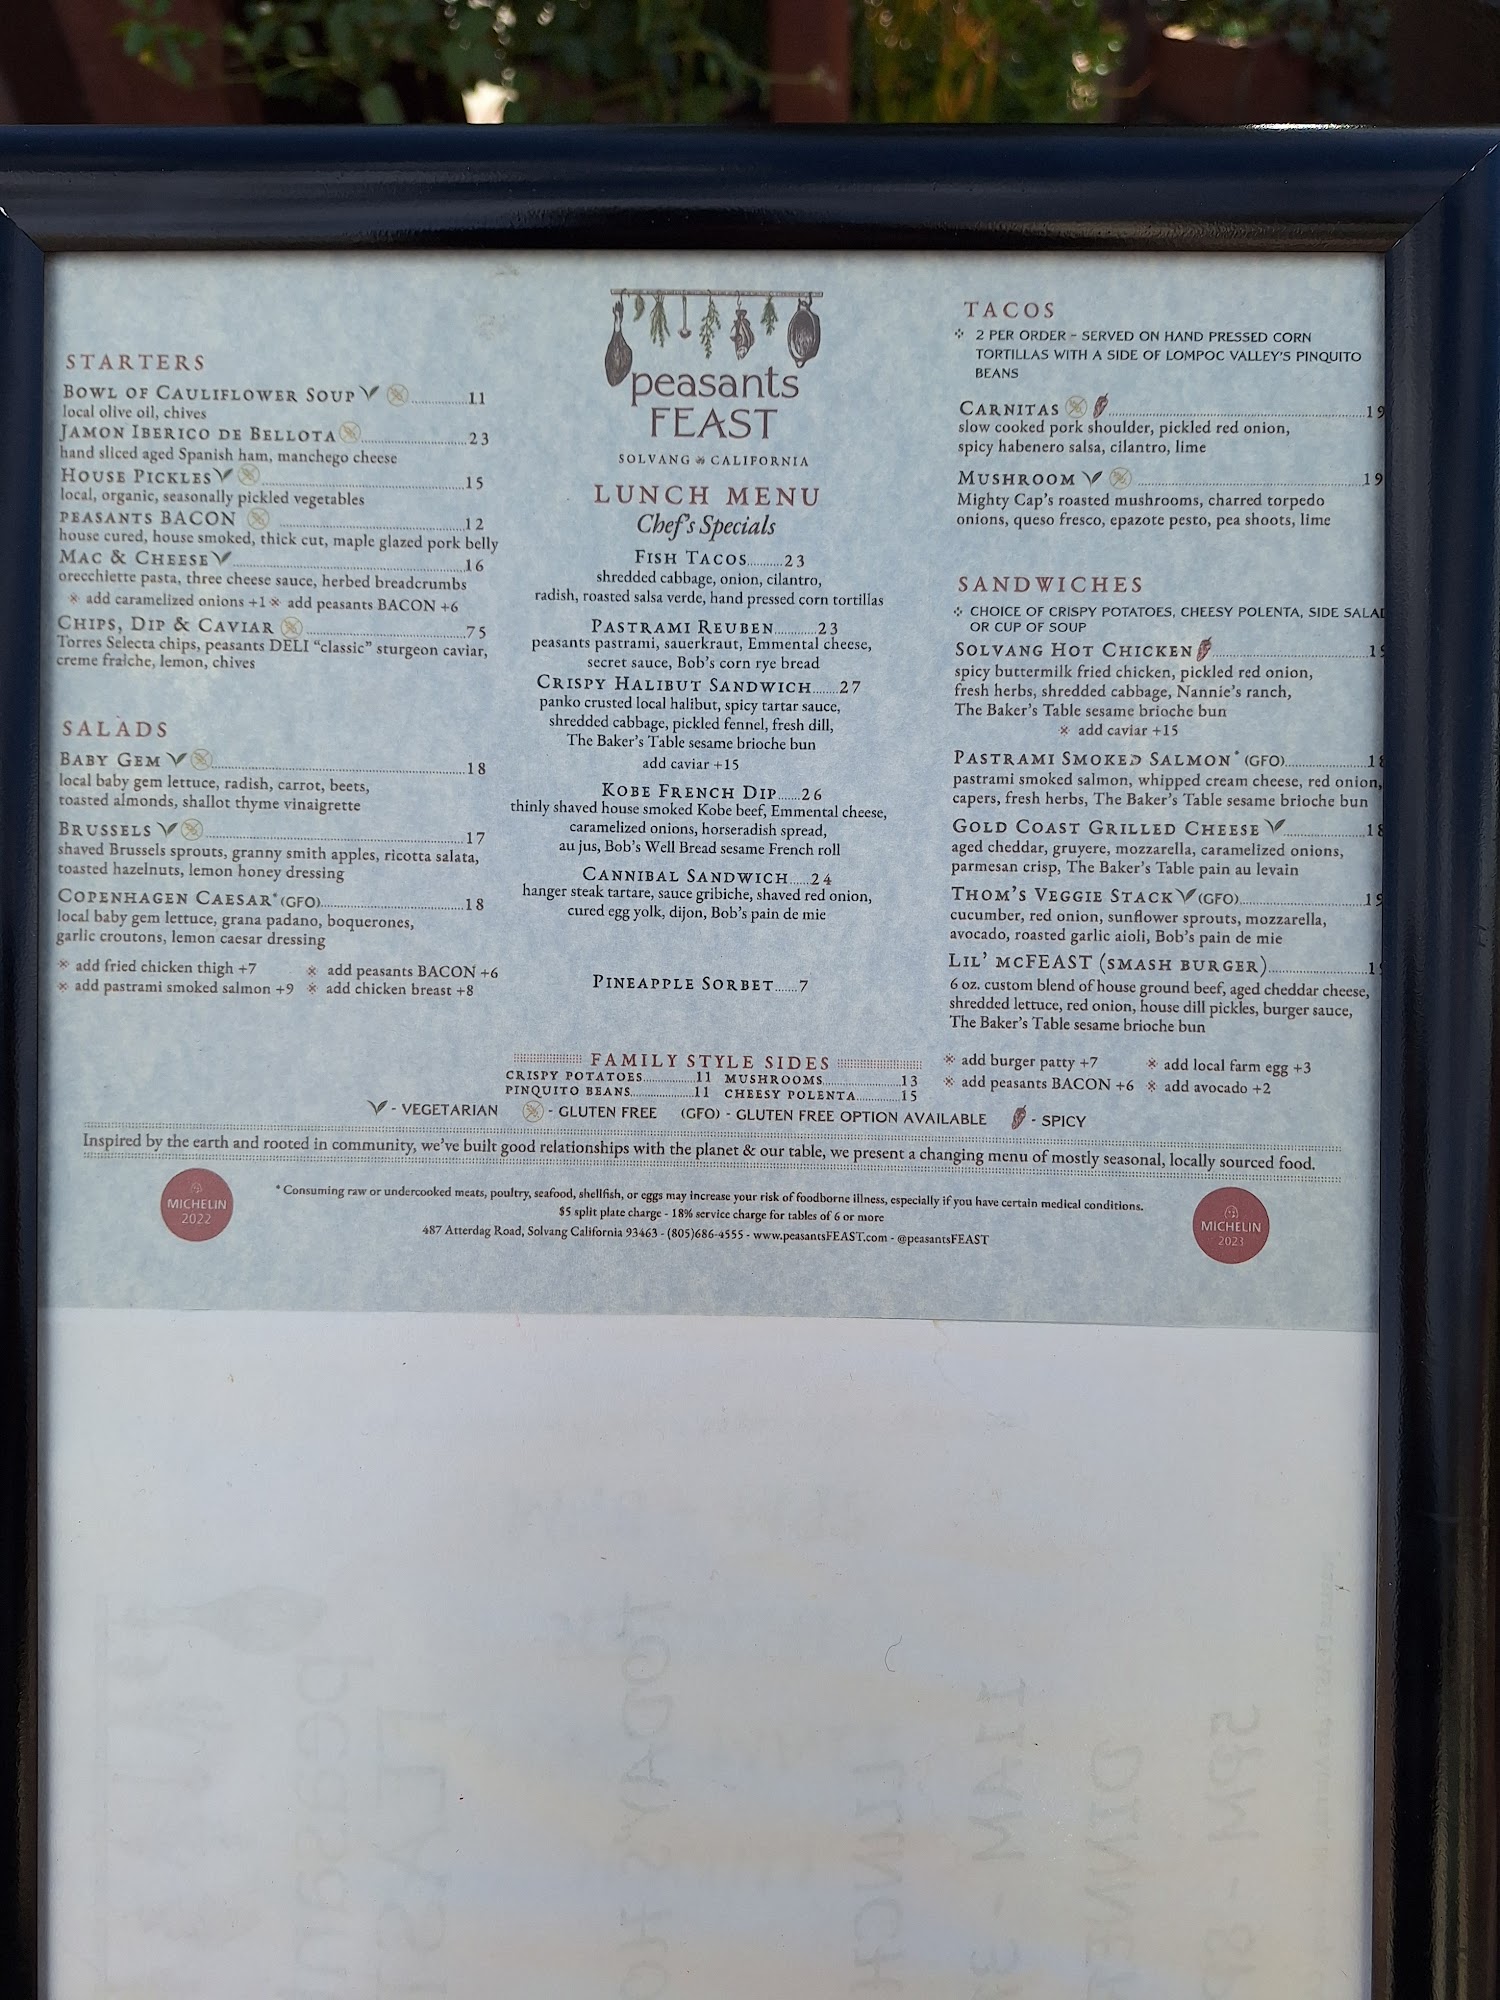 STARTERS
BOWL OF CAULIFLOWER SOUP 11
local olive oil, chives
JAMON IBERICO DE BELLOTA 23
hand sliced aged Spanish ham, manchego cheese
HOUSE PICKLES 15
local, organic, seasonally pickled vegetables
PEASANTS BACON 12
house cured, house smoked, thick cut, maple glazed pork belly
MAC & CHEESE 16
orecchiette pasta, three cheese sauce, herbed breadcrumbs
add caramelized onions +1 add peasants BACON +6
CHIPS, DIP & CAVIAR 75
Torres Selecta chips, peasants DELI “classic” sturgeon caviar,
creme fraîche, lemon, chives
SALADS
BABY GEM 18
local baby gem lettuce, radish, carrot, beets,
toasted almonds, shallot thyme vinaigrette
BRUSSELS 17
shaved Brussels sprouts, granny smith apples, ricotta salata,
toasted hazelnuts, lemon honey dressing
COPENHAGEN CAESAR* (GFO) 18
local baby gem lettuce, grana padano, boquerones,
garlic croutons, lemon caesar dressing
add fried chicken thigh +7 add peasants BACON +6
add pastrami smoked salmon +9 add chicken breast +8
peasants
FEAST
SOLVANG CALIFORNIA
LUNCH MENU
Chef's Specials
FISH TACOS 23
shredded cabbage, onion, cilantro,
radish, roasted salsa verde, hand pressed corn tortillas
PASTRAMI REUBEN 23
peasants pastrami, sauerkraut, Emmental cheese,
secret sauce, Bob's corn rye bread
CRISPY HALIBUT SANDWICH 27
panko crusted local halibut, spicy tartar sauce,
shredded cabbage, pickled fennel, fresh dill,
The Baker's Table sesame brioche bun
add caviar +15
KOBE FRENCH DIP 26
thinly shaved house smoked Kobe beef, Emmental cheese,
caramelized onions, horseradish spread,
au jus, Bob's Well Bread sesame French roll
CANNIBAL SANDWICH 24
hanger steak tartare, sauce gribiche, shaved red onion,
cured egg yolk, dijon, Bob's pain de mie
PINEAPPLE SORBET 7
TACOS
2 PER ORDER - SERVED ON HAND PRESSED CORN
TORTILLAS WITH A SIDE OF LOMPOC VALLEY'S PINQUITO
BEANS
CARNITAS 19
slow cooked pork shoulder, pickled red onion,
spicy habenero salsa, cilantro, lime
MUSHROOM 19
Mighty Cap's roasted mushrooms, charred torpedo
onions, queso fresco, epazote pesto, pea shoots, lime
SANDWICHES
CHOICE OF CRISPY POTATOES, CHEESY POLENTA, SIDE SALAD
OR CUP OF SOUP
SOLVANG HOT CHICKEN
spicy buttermilk fried chicken, pickled red onion,
fresh herbs, shredded cabbage, Nannie's ranch,
The Baker's Table sesame brioche bun
add caviar +15
PASTRAMI SMOKED SALMON* (GFO) 18
pastrami smoked salmon, whipped cream cheese, red onion,
capers, fresh herbs, The Baker's Table sesame brioche bun
GOLD COAST GRILLED CHEESE 18
aged cheddar, gruyere, mozzarella, caramelized onions,
parmesan crisp, The Baker's Table pain au levain
THOM'S VEGGIE STACK (GFO)
cucumber, red onion, sunflower sprouts, mozzarella,
avocado, roasted garlic aioli, Bob's pain de mie
LIL' MCFEAST (SMASH BURGER)
6 oz. custom blend of house ground beef, aged cheddar cheese,
shredded lettuce, red onion, house dill pickles, burger sauce,
The Baker's Table sesame brioche bun
add burger patty +7 add local farm egg +3
add peasants BACON +6 add avocado +2
FAMILY STYLE SIDES
CRISPY POTATOES 11 MUSHROOMS 13
PINQUITO BEANS 11 CHEESY POLENTA 15
- VEGETARIAN - GLUTEN FREE (GFO) - GLUTEN FREE OPTION AVAILABLE - SPICY
Inspired by the earth and rooted in community, we've built good relationships with the planet & our table, we present a changing menu of mostly seasonal, locally sourced food.
MICHELIN
2022
* Consuming raw or undercooked meats, poultry, seafood, shellfish, or eggs may increase your risk of foodborne illness, especially if you have certain medical conditions.
$5 split plate charge - 18% service charge for tables of 6 or more
487 Atterdag Road, Solvang California 93463 - (805)686-4555 - www.peasantsFEAST.com - @peasantsFEAST
MICHELIN
2023